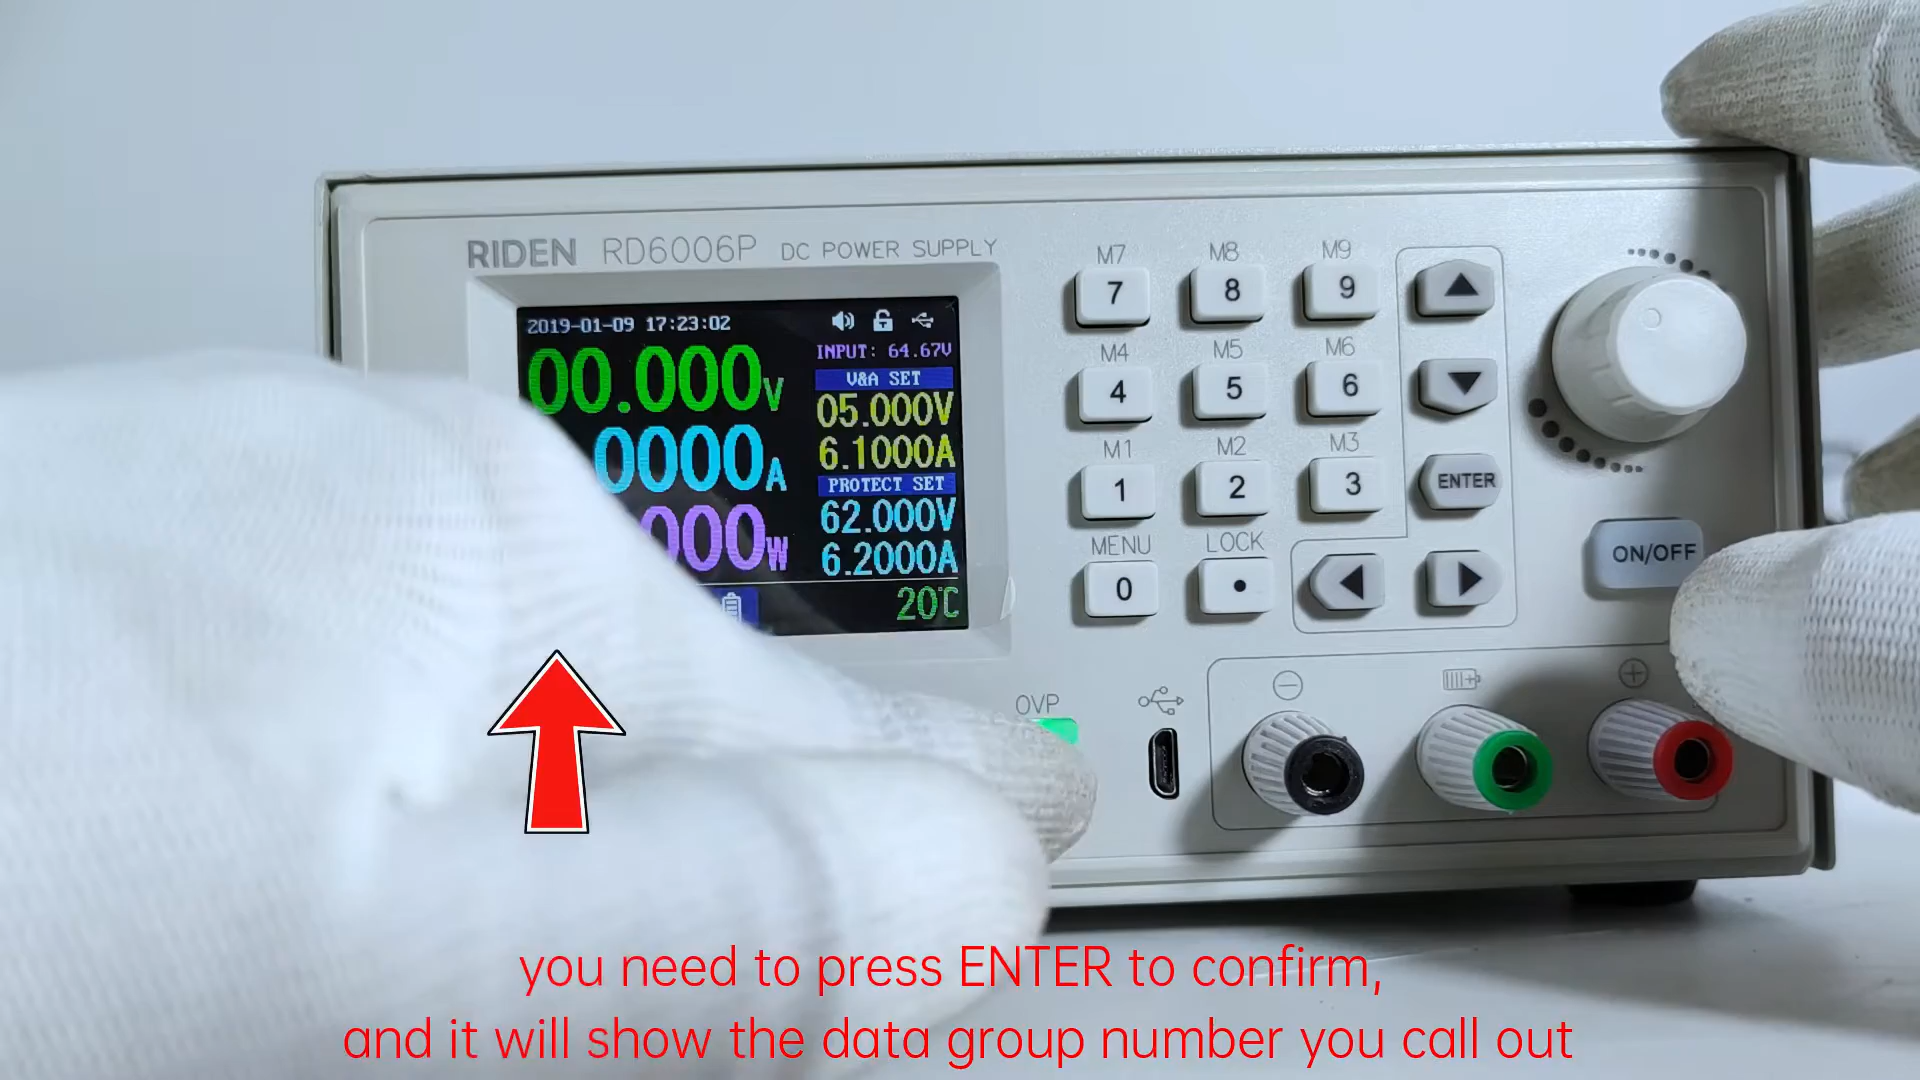 RIDEN RD6006P DC POWER SUPPLY
2019-01-09 17:23:02
INPUT: 64.67V
00.000V
V&A SET
05.000V
0000A
6.1000A
PROTECT SET
62.000V
000W
6.2000A
20℃
M7 M8 M9
7 8 9
M4 M5 M6
4 5 6
M1 M2 M3
1 2 3
ENTER
MENU LOCK
0 •
ON/OFF
OVP
you need to press ENTER to confirm,
and it will show the data group number you call out